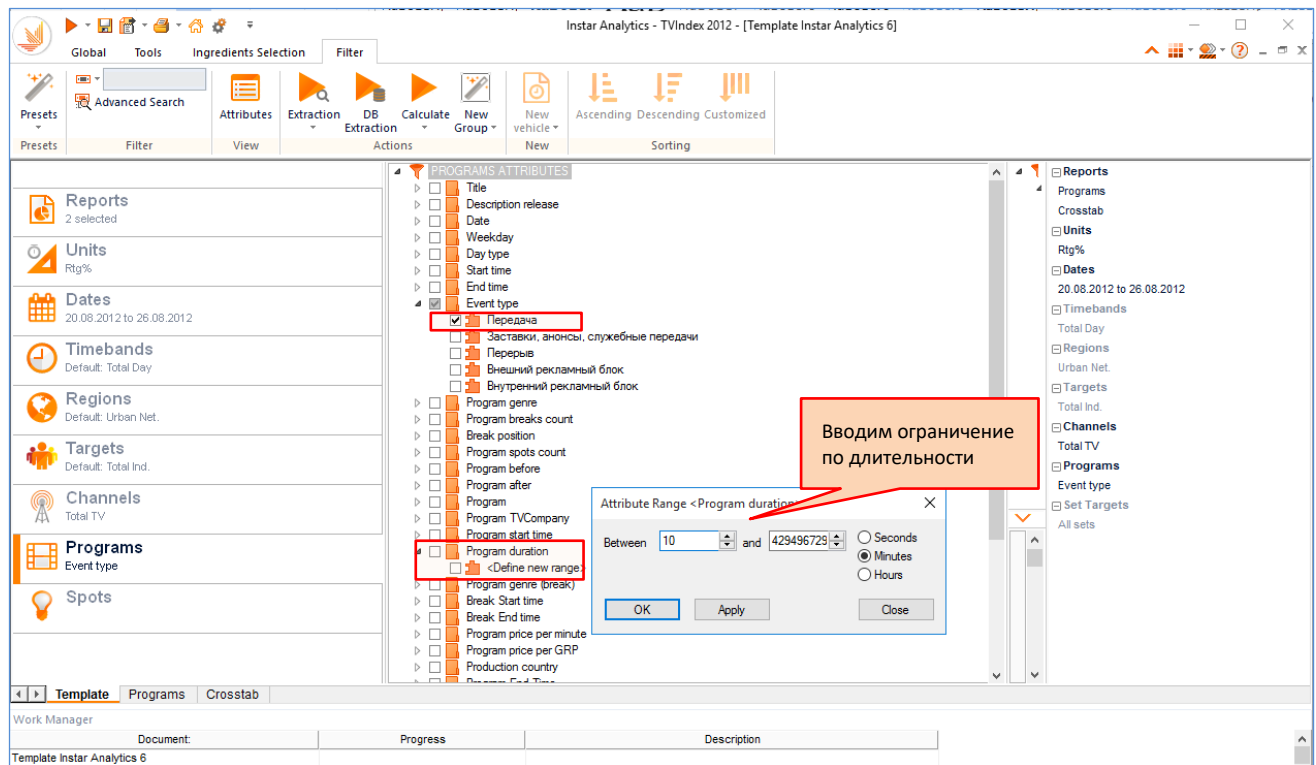 Instar Analytics - TVIndex 2012 - [Template Instar Analytics 6]
Global Tools Ingredients Selection Filter
Presets
Advanced Search
Attributes
Extraction
DB Extraction
Calculate
New Group
New vehicle
Ascending Descending Customized
Presets Filter View Actions New Sorting
Reports
2 selected
Units
Rtg%
Dates
20.08.2012 to 26.08.2012
Timebands
Default: Total Day
Regions
Default: Urban Net.
Targets
Default: Total Ind.
Channels
Total TV
Programs
Event type
Spots
PROGRAMS ATTRIBUTES
Title
Description release
Date
Weekday
Day type
Start time
End time
Event type
Передача
Заставки, анонсы, служебные передачи
Перерыв
Внешний рекламный блок
Внутренний рекламный блок
Program genre
Program breaks count
Break position
Program spots count
Program before
Program after
Program
Program TVCompany
Program start time
Program duration
<Define new range>
Program genre (break)
Break Start time
Break End time
Program price per minute
Program price per GRP
Production country
Program End Time
Вводим ограничение
по длительности
Attribute Range <Program duration>
Between 10 and 429496729
Seconds
Minutes
Hours
OK Apply Close
Reports
Programs
Crosstab
Units
Rtg%
Dates
20.08.2012 to 26.08.2012
Timebands
Total Day
Regions
Urban Net.
Targets
Total Ind.
Channels
Total TV
Programs
Event type
Set Targets
All sets
Template Programs Crosstab
Work Manager
Document: Progress Description
Template Instar Analytics 6